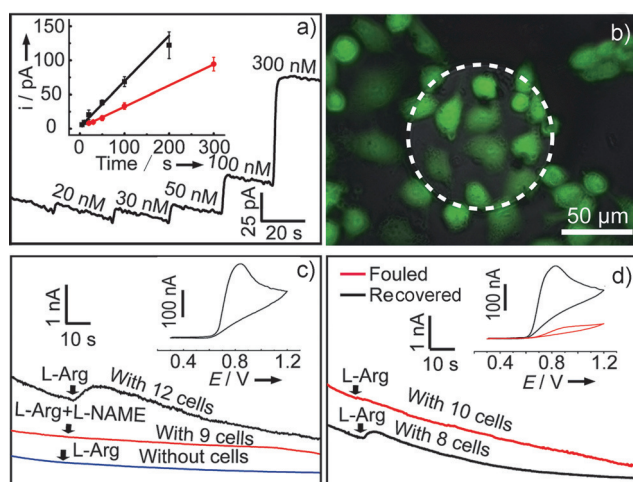 a)
150
100
50
0
i / pA
0 100 200 300
Time / s
20 nM
30 nM
50 nM
100 nM
300 nM
25 pA
20 s
b)
50 µm
c)
1 nA
10 s
100 nA
0.4 0.8 1.2
E / V
L-Arg
With 12 cells
L-Arg+L-NAME
With 9 cells
L-Arg
Without cells
d)
Fouled
Recovered
1 nA
10 s
100 nA
0.4 0.8 1.2
E / V
L-Arg
With 10 cells
L-Arg
With 8 cells